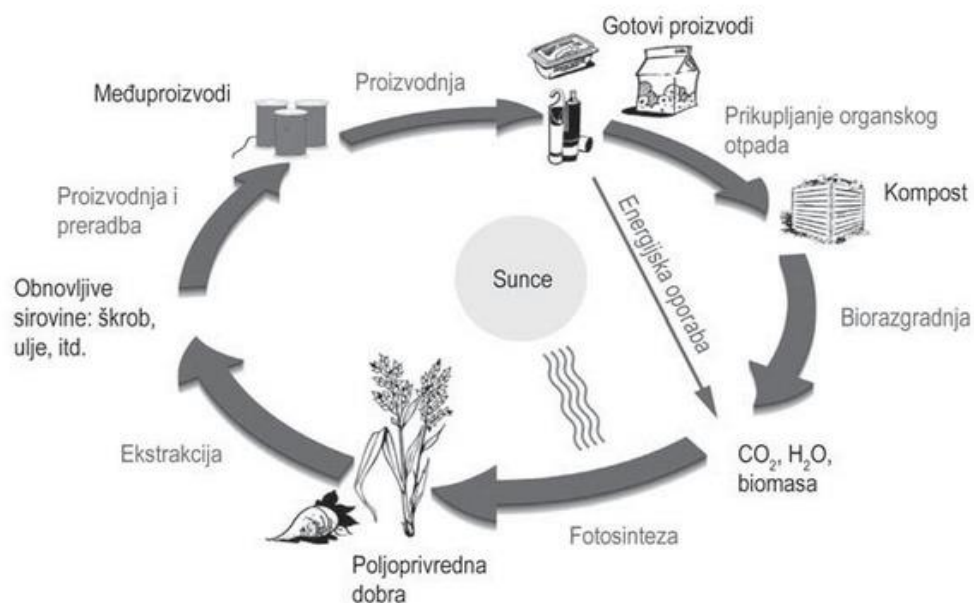 Gotovi proizvodi
Proizvodnja
Međuproizvodi
Prikupljanje organskog
otpada
Proizvodnja i
preradba
Kompost
Energijska oporaba
Sunce
Obnovljive
sirovine: škrob,
ulje, itd.
Biorazgradnja
Ekstrakcija
CO₂, H₂O,
biomasa
Fotosinteza
Poljoprivredna
dobra